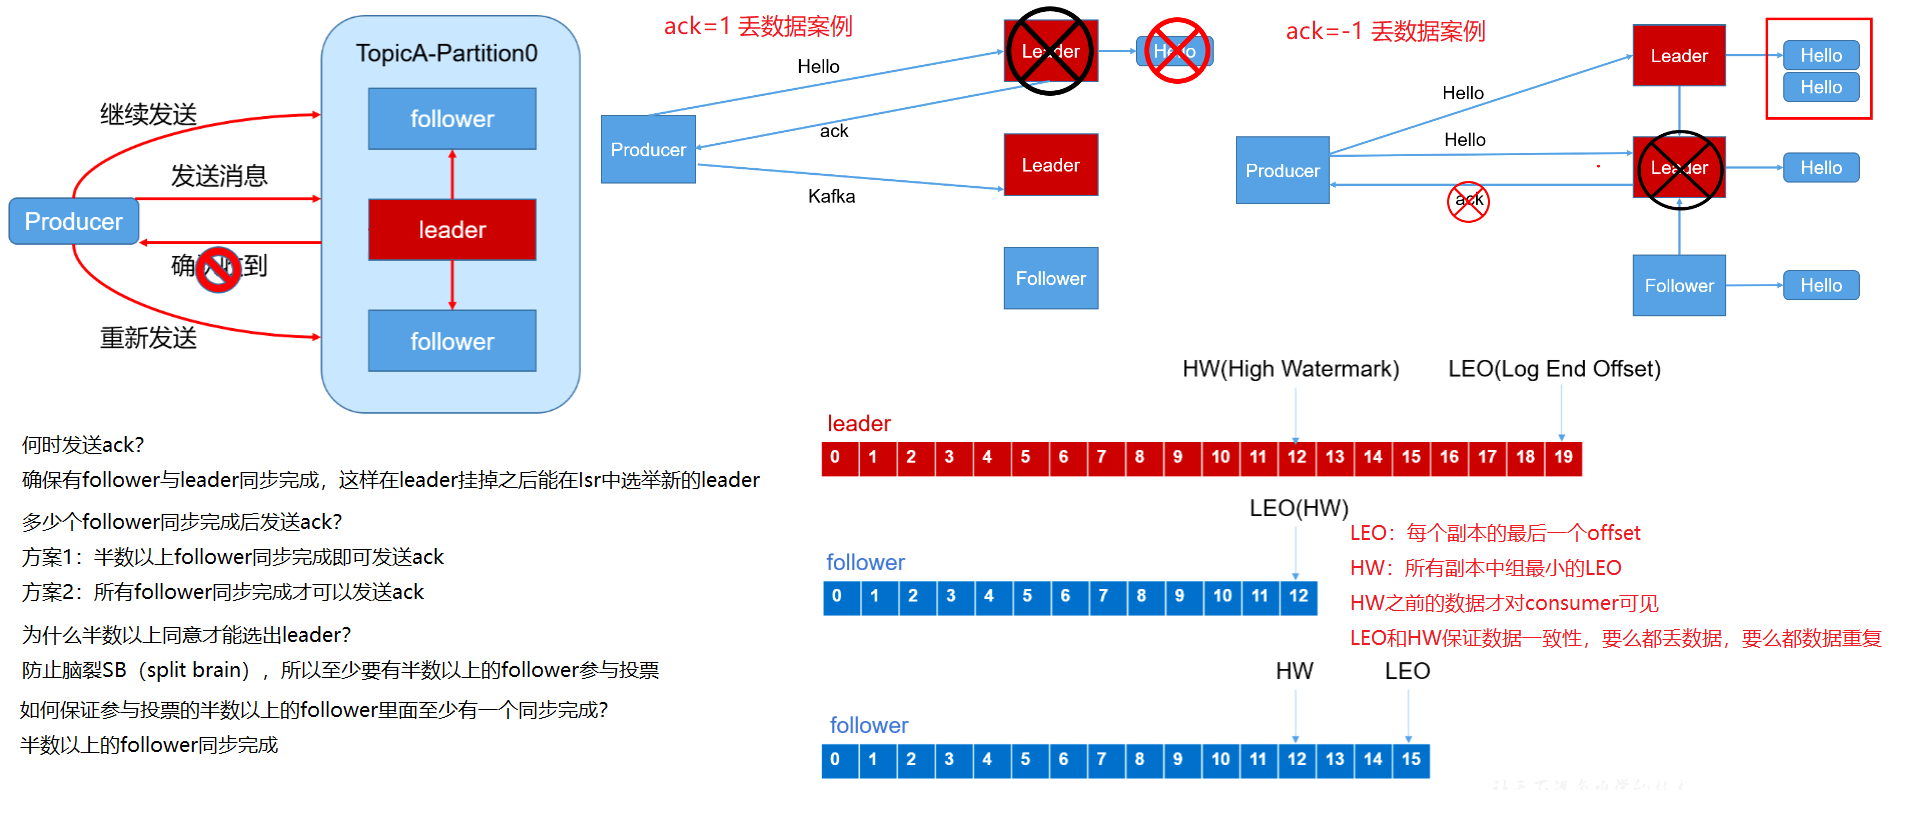 TopicA-Partition0
follower
leader
follower
继续发送
发送消息
Producer
确认收到
重新发送
ack=1 丢数据案例
Hello
Leader
Hello
ack
Producer
Leader
Kafka
Follower
ack=-1 丢数据案例
Leader
Hello
Hello
Hello
Hello
Producer
Leader
Hello
ack
Follower
Hello
何时发送ack?
确保有follower与leader同步完成，这样在leader挂掉之后能在Isr中选举新的leader
多少个follower同步完成后发送ack?
方案1：半数以上follower同步完成即可发送ack
方案2：所有follower同步完成才可以发送ack
为什么半数以上同意才能选出leader?
防止脑裂SB（split brain），所以至少要有半数以上的follower参与投票
如何保证参与投票的半数以上的follower里面至少有一个同步完成?
半数以上的follower同步完成
HW(High Watermark)
LEO(Log End Offset)
leader
0 1 2 3 4 5 6 7 8 9 10 11 12 13 14 15 16 17 18 19
LEO(HW)
follower
0 1 2 3 4 5 6 7 8 9 10 11 12
LEO：每个副本的最后一个offset
HW：所有副本中组最小的LEO
HW之前的数据才对consumer可见
LEO和HW保证数据一致性，要么都丢数据，要么都数据重复
HW
LEO
follower
0 1 2 3 4 5 6 7 8 9 10 11 12 13 14 15